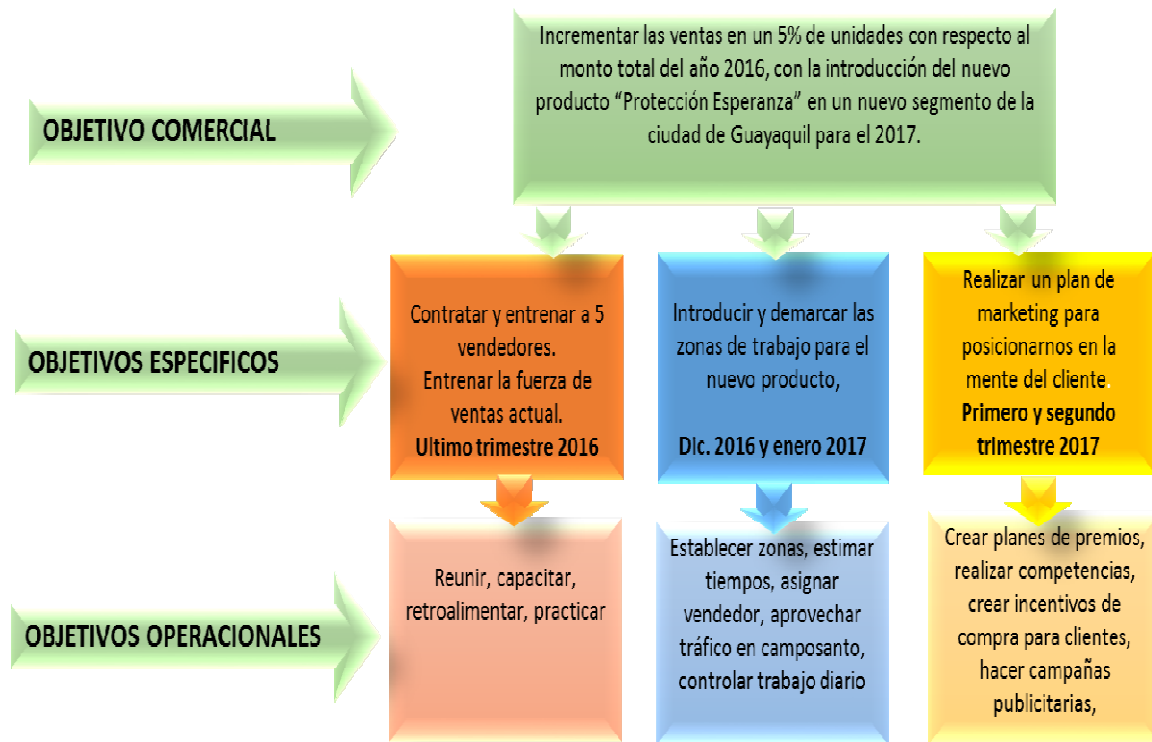 OBJETIVO COMERCIAL
Incrementar las ventas en un 5% de unidades con respecto al
monto total del año 2016, con la introducción del nuevo
producto “Protección Esperanza” en un nuevo segmento de la
ciudad de Guayaquil para el 2017.
OBJETIVOS ESPECIFICOS
Contratar y entrenar a 5
vendedores.
Entrenar la fuerza de
ventas actual.
Ultimo trimestre 2016
Introducir y demarcar las
zonas de trabajo para el
nuevo producto,
Dic. 2016 y enero 2017
Realizar un plan de
marketing para
posicionarnos en la
mente del cliente.
Primero y segundo
trimestre 2017
OBJETIVOS OPERACIONALES
Reunir, capacitar,
retroalimentar, practicar
Establecer zonas, estimar
tiempos, asignar
vendedor, aprovechar
tráfico en camposanto,
controlar trabajo diario
Crear planes de premios,
realizar competencias,
crear incentivos de
compra para clientes,
hacer campañas
publicitarias,